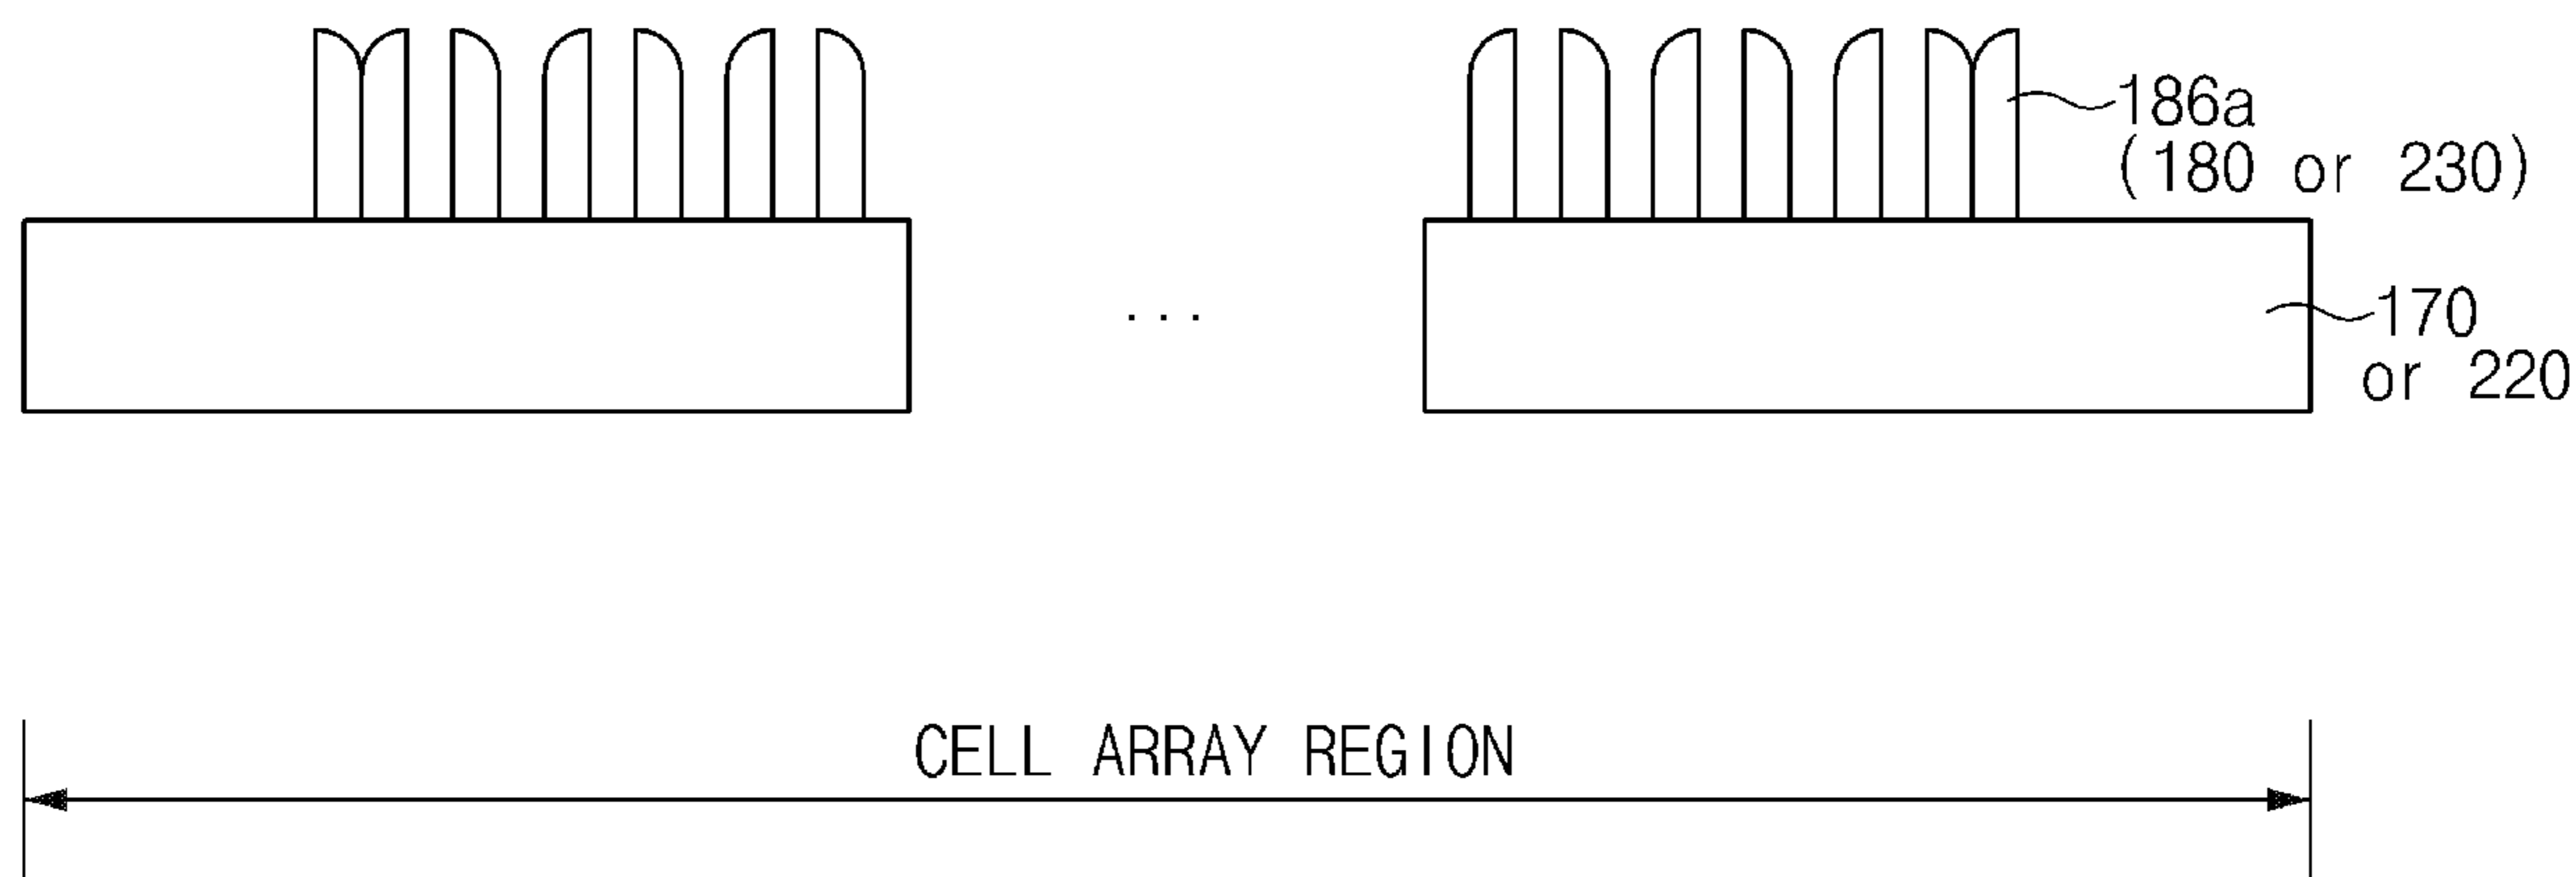 186a
(180 or 230)
170
or 220
...
CELL ARRAY REGION